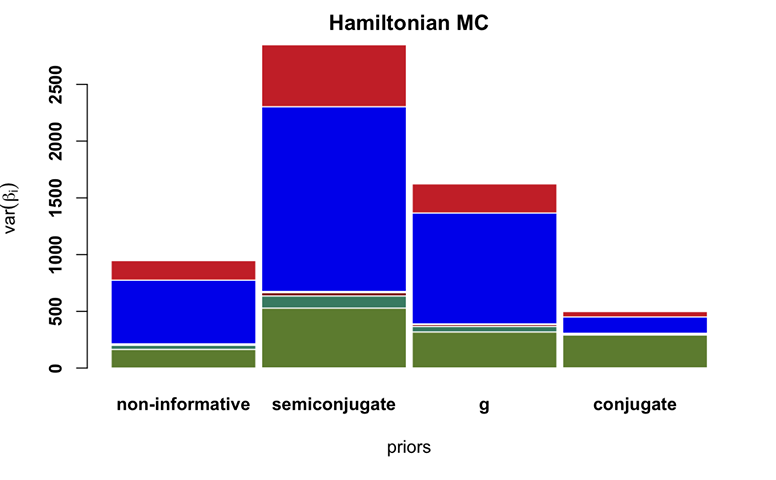 Hamiltonian MC
var(βi)
2500
2000
1500
1000
500
0
non-informative semiconjugate g conjugate
priors